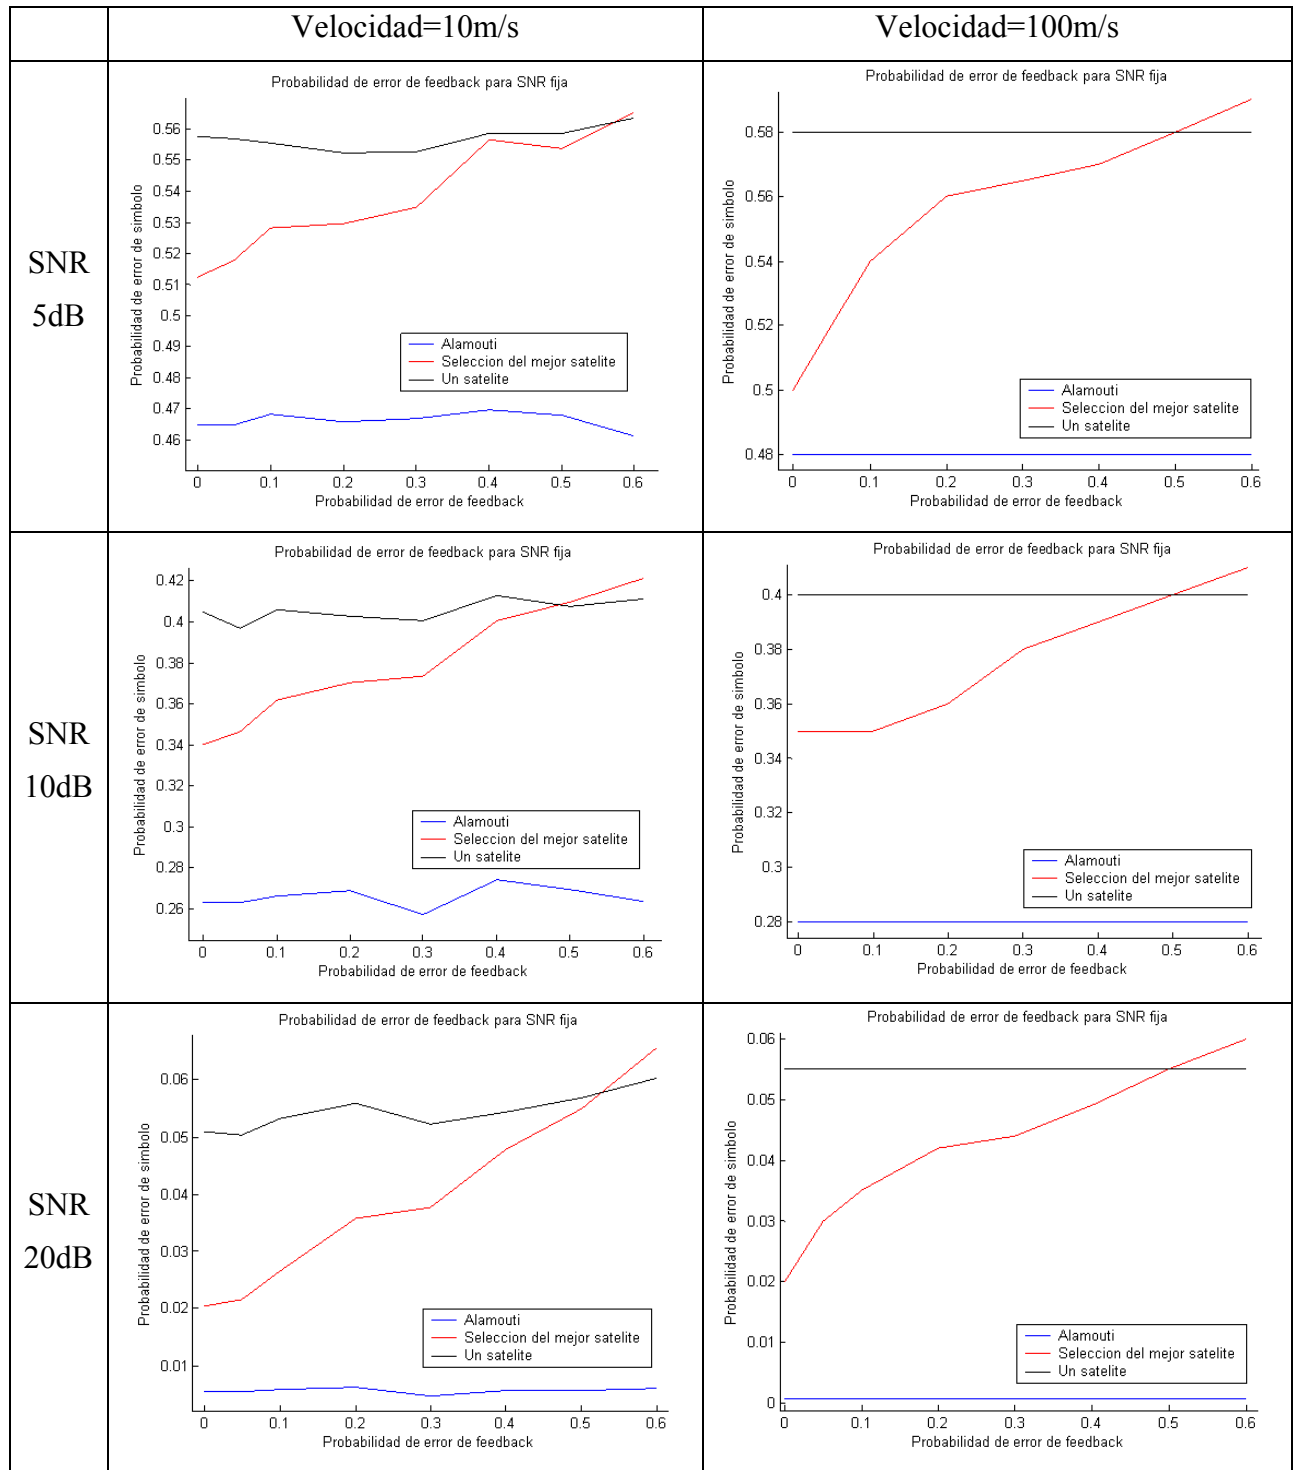 Velocidad=10m/s
Velocidad=100m/s
SNR
5dB
Probabilidad de error de feedback para SNR fija
Probabilidad de error de simbolo
0.56
0.55
0.54
0.53
0.52
0.51
0.5
0.49
0.48
0.47
0.46
Alamouti
Seleccion del mejor satelite
Un satelite
0 0.1 0.2 0.3 0.4 0.5 0.6
Probabilidad de error de feedback
Probabilidad de error de feedback para SNR fija
Probabilidad de error de simbolo
0.58
0.56
0.54
0.52
0.5
0.48
Alamouti
Seleccion del mejor satelite
Un satelite
0 0.1 0.2 0.3 0.4 0.5 0.6
Probabilidad de error de feedback
SNR
10dB
Probabilidad de error de feedback para SNR fija
Probabilidad de error de simbolo
0.42
0.4
0.38
0.36
0.34
0.32
0.3
0.28
0.26
Alamouti
Seleccion del mejor satelite
Un satelite
0 0.1 0.2 0.3 0.4 0.5 0.6
Probabilidad de error de feedback
Probabilidad de error de feedback para SNR fija
Probabilidad de error de simbolo
0.4
0.38
0.36
0.34
0.32
0.3
0.28
Alamouti
Seleccion del mejor satelite
Un satelite
0 0.1 0.2 0.3 0.4 0.5 0.6
Probabilidad de error de feedback
SNR
20dB
Probabilidad de error de feedback para SNR fija
Probabilidad de error de simbolo
0.06
0.05
0.04
0.03
0.02
0.01
Alamouti
Seleccion del mejor satelite
Un satelite
0 0.1 0.2 0.3 0.4 0.5 0.6
Probabilidad de error de feedback
Probabilidad de error de feedback para SNR fija
Probabilidad de error de simbolo
0.06
0.05
0.04
0.03
0.02
0.01
0
Alamouti
Seleccion del mejor satelite
Un satelite
0 0.1 0.2 0.3 0.4 0.5 0.6
Probabilidad de error de feedback